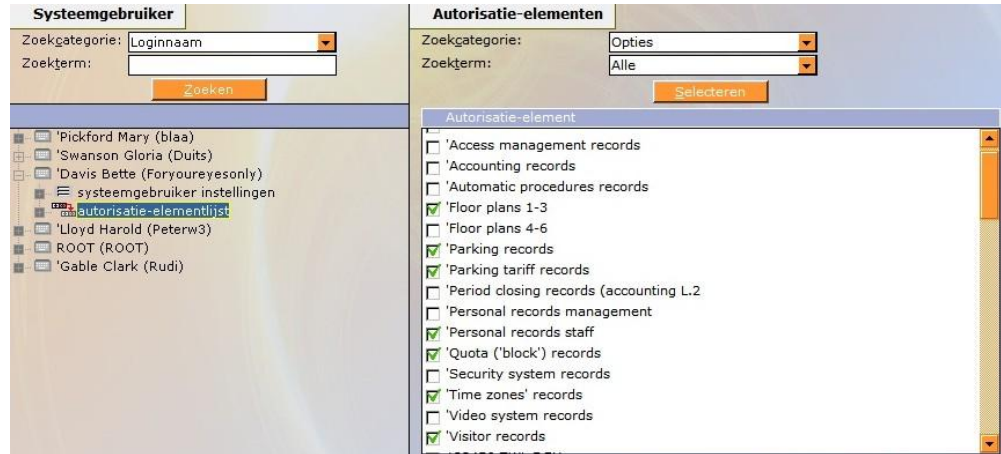 Systeemgebruiker
Zoekcategorie: Loginnaam
Zoekterm:
Zoeken
'Pickford Mary (blaa)
'Swanson Gloria (Duits)
'Davis Bette (Foryoureyesonly)
systeemgebruiker instellingen
autorisatie-elementlijst
'Lloyd Harold (Peterw3)
ROOT (ROOT)
'Gable Clark (Rudi)
Autorisatie-elementen
Zoekcategorie: Opties
Zoekterm: Alle
Selecteren
Autorisatie-element
'Access management records
'Accounting records
'Automatic procedures records
'Floor plans 1-3
'Floor plans 4-6
'Parking records
'Parking tariff records
'Period closing records (accounting L.2
'Personal records management
'Personal records staff
'Quota ('block') records
'Security system records
'Time zones' records
'Video system records
'Visitor records